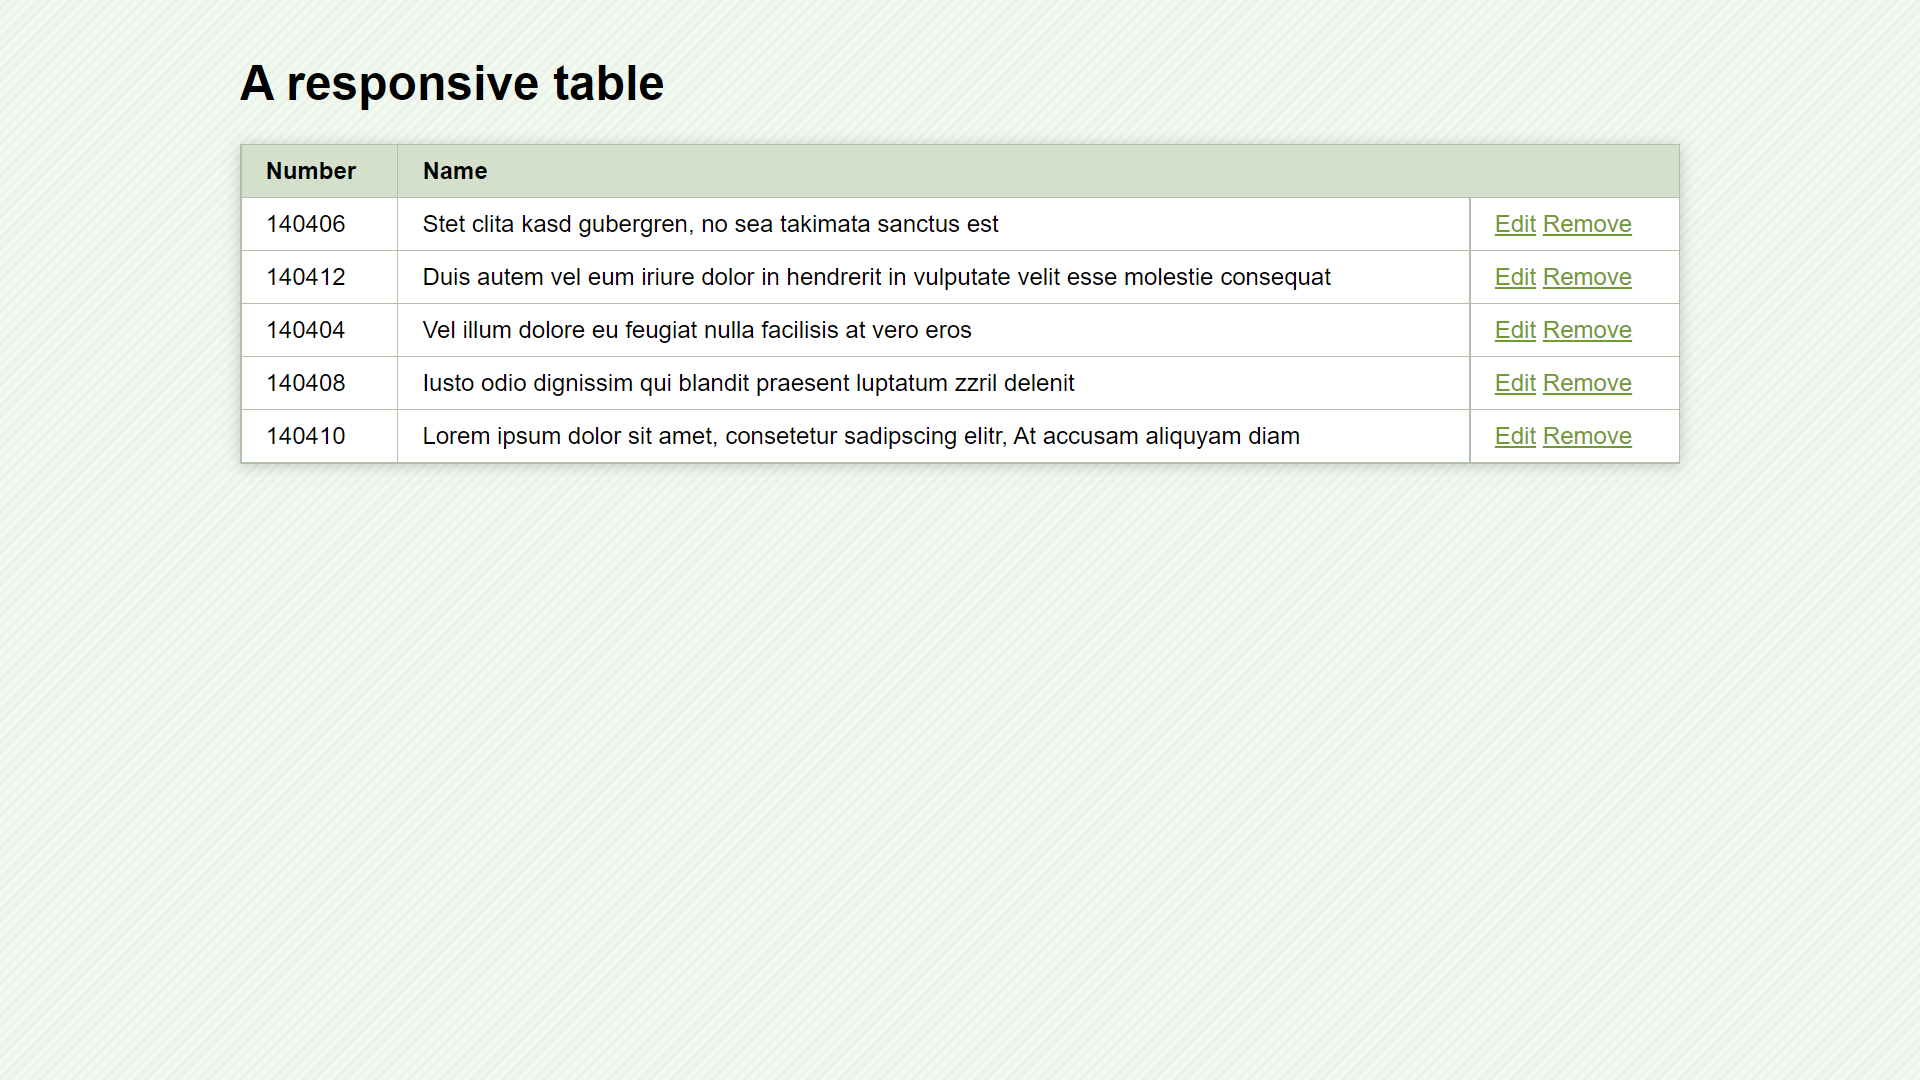 A responsive table
Number Name
140406 Stet clita kasd gubergren, no sea takimata sanctus est Edit Remove
140412 Duis autem vel eum iriure dolor in hendrerit in vulputate velit esse molestie consequat Edit Remove
140404 Vel illum dolore eu feugiat nulla facilisis at vero eros Edit Remove
140408 Iusto odio dignissim qui blandit praesent luptatum zzril delenit Edit Remove
140410 Lorem ipsum dolor sit amet, consetetur sadipscing elitr, At accusam aliquyam diam Edit Remove